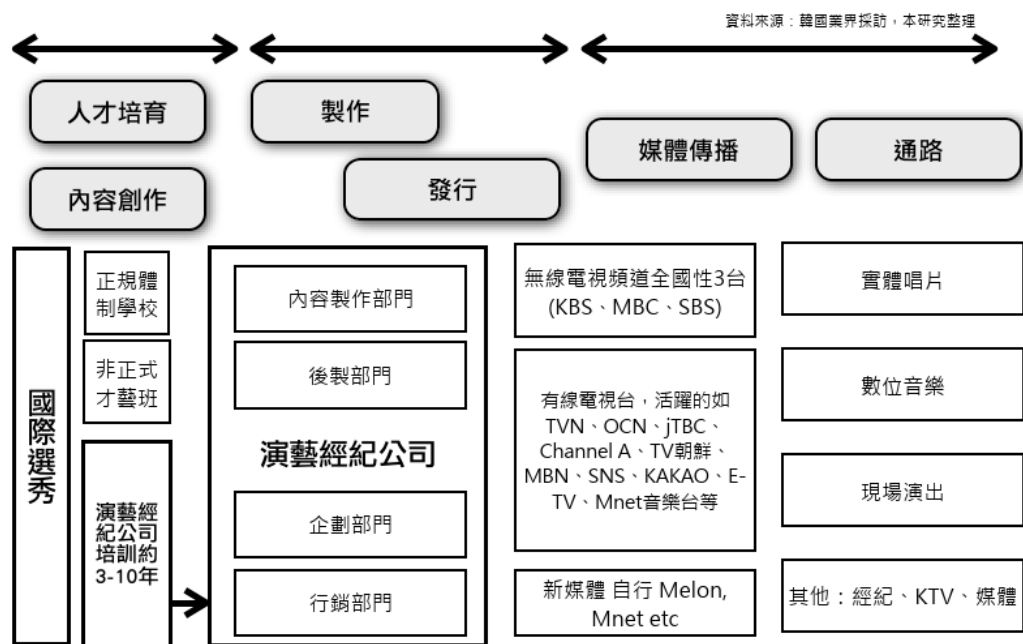 資料來源：韓國業界採訪，本研究整理
人才培育
內容創作
製作
發行
媒體傳播
通路
國際選秀
正規體
制學校
非正式
才藝班
演藝經
紀公司
培訓約
3-10年
內容製作部門
後製部門
演藝經紀公司
企劃部門
行銷部門
無線電視頻道全國性3台
(KBS、MBC、SBS)
有線電視台，活躍的如
TVN、OCN、jTBC、
Channel A、TV朝鮮、
MBN、SNS、KAKAO、E-
TV、Mnet音樂台等
新媒體 自行 Melon,
Mnet etc
實體唱片
數位音樂
現場演出
其他：經紀、KTV、媒體